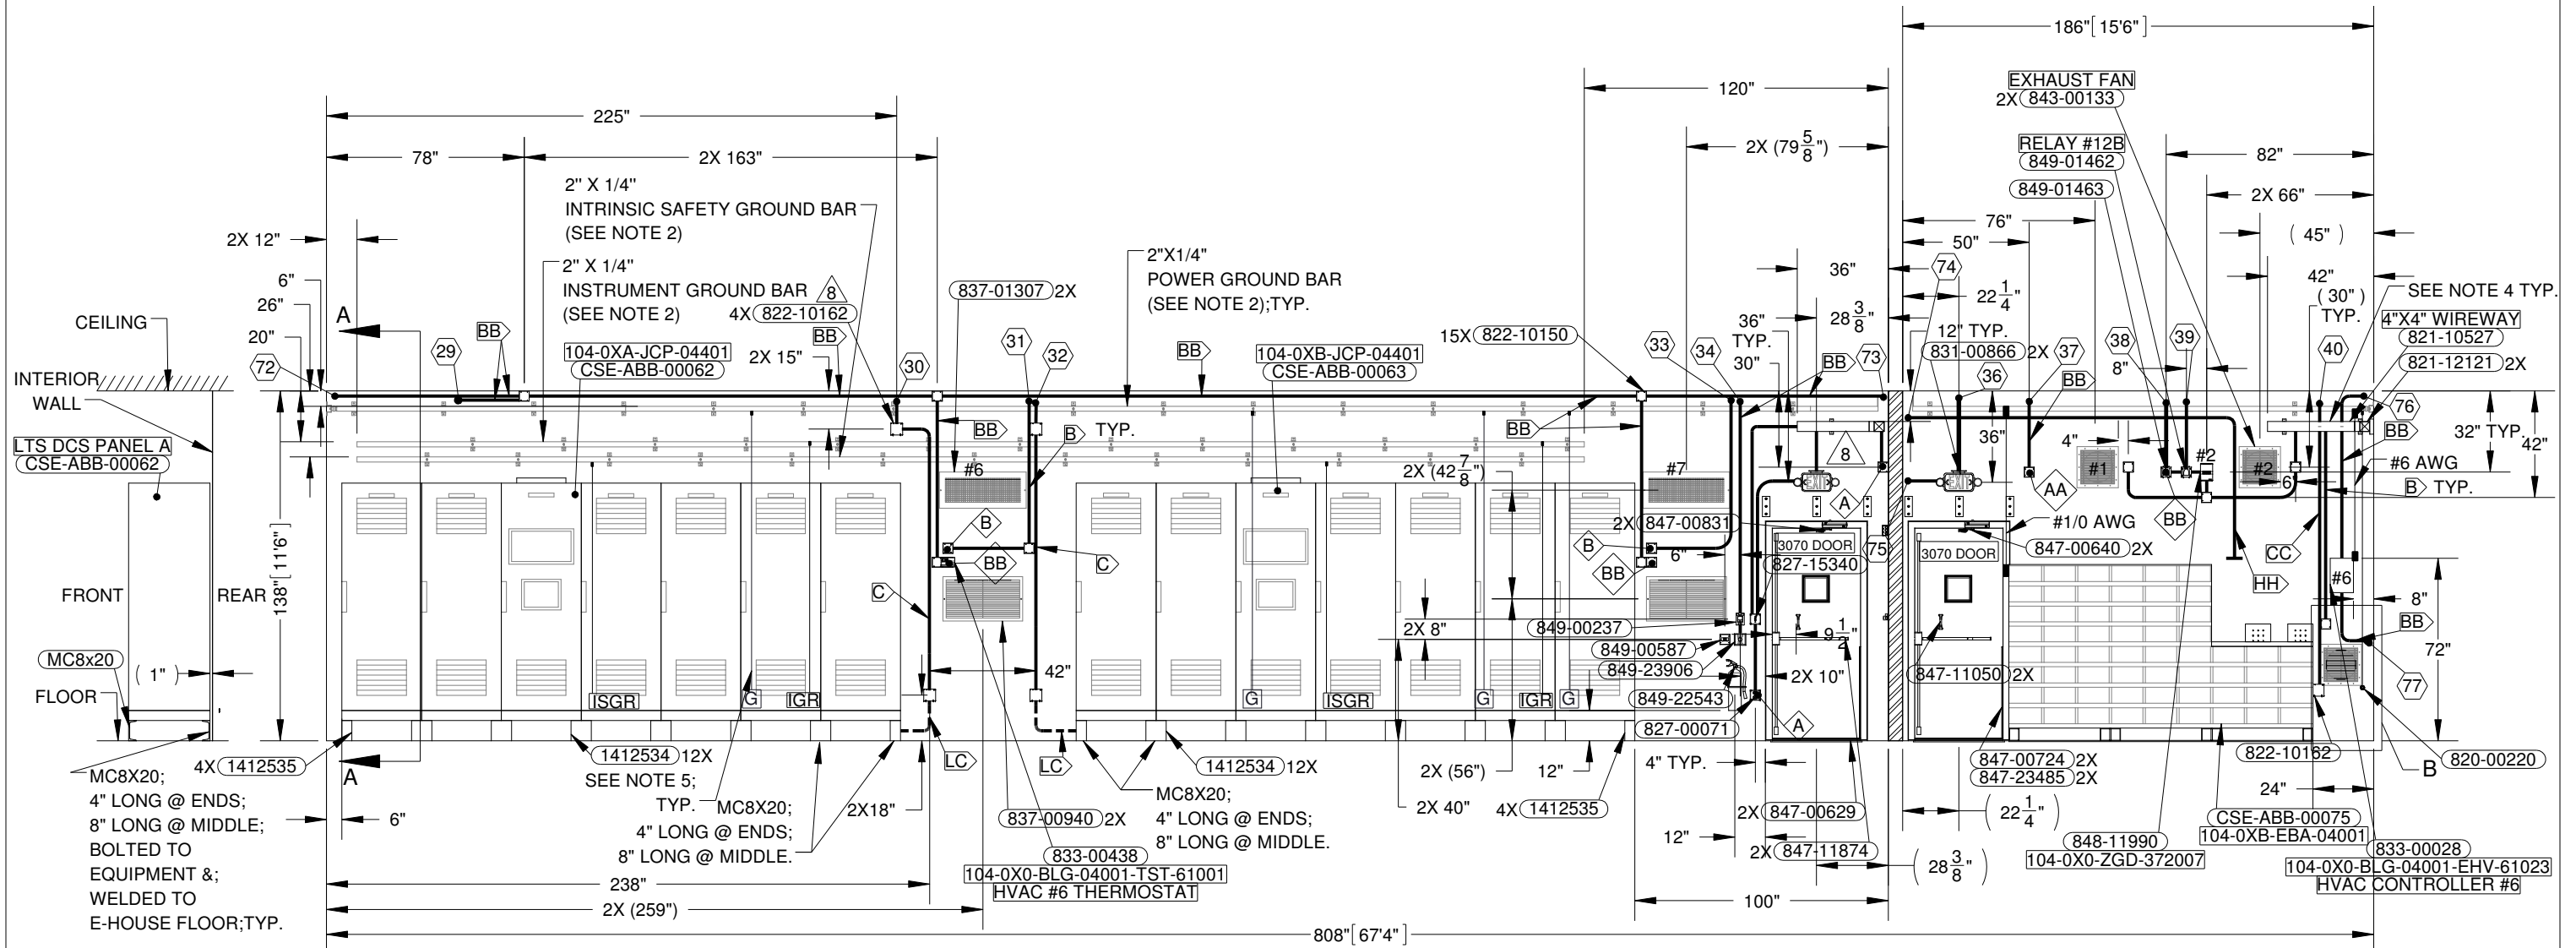 186"[15'6"]
120"
EXHAUST FAN
2X 843-00133
225"
78"
2X 163"
2X (79 5/8")
RELAY #12B
849-01462
82"
849-01463
2X 66"
2" X 1/4"
INTRINSIC SAFETY GROUND BAR
(SEE NOTE 2)
76"
50"
( 45" )
2X 12"
2" X 1/4"
INSTRUMENT GROUND BAR
(SEE NOTE 2)
8
4X 822-10162
837-01307 2X
2"X1/4"
POWER GROUND BAR
(SEE NOTE 2);TYP.
36"
74
22 1/4"
42"
( 30" )
TYP.
SEE NOTE 4 TYP.
6"
26"
20"
A
CEILING
BB
29
72
104-0XA-JCP-04401
CSE-ABB-00062
2X 15"
BB
30
31
32
BB
104-0XB-JCP-04401
CSE-ABB-00063
15X 822-10150
33
34
36"
TYP.
30"
28 3/8"
BB
73
12" TYP.
831-00866 2X
36
37
BB
38
39
8"
40
4"X4" WIREWAY
821-10527
821-12121 2X
76
INTERIOR
WALL
LTS DCS PANEL A
CSE-ABB-00062
BB
B TYP.
BB
#6
#7
2X (42 7/8")
8
A
36"
AA
4"
#1
#2
#2
BB
6"
BB
#6 AWG
B TYP.
32" TYP.
42"
138"[11'6"]
FRONT
REAR
B
BB
C
C
2X 847-00831
B
BB
6"
3070 DOOR
827-15340
75
3070 DOOR
#1/0 AWG
847-00640 2X
HH
CC
#6
8"
BB
72"
77
MC8x20
( 1" )
FLOOR
42"
2X 8"
849-00237
849-00587
849-23906
849-22543
827-00071
9 1/2"
2X 10"
A
847-11050 2X
ISGR
G
IGR
G
ISGR
G
IGR
G
4X 1412535
A
1412534 12X
SEE NOTE 5;
TYP.
LC
LC
1412534 12X
2X (56")
12"
4" TYP.
847-00724 2X
847-23485 2X
822-10162
B
820-00220
MC8X20;
4" LONG @ ENDS;
8" LONG @ MIDDLE;
BOLTED TO
EQUIPMENT &;
WELDED TO
E-HOUSE FLOOR;TYP.
6"
MC8X20;
4" LONG @ ENDS;
8" LONG @ MIDDLE.
2X18"
837-00940 2X
MC8X20;
4" LONG @ ENDS;
8" LONG @ MIDDLE.
2X 40"
4X 1412535
12"
2X 847-00629
2X 847-11874
( 22 1/4" )
24"
CSE-ABB-00075
104-0XB-EBA-04001
848-11990
104-0X0-ZGD-372007
833-00028
104-0X0-BLG-04001-EHV-61023
HVAC CONTROLLER #6
833-00438
104-0X0-BLG-04001-TST-61001
HVAC #6 THERMOSTAT
238"
( 28 3/8" )
2X (259")
100"
808"[67'4"]